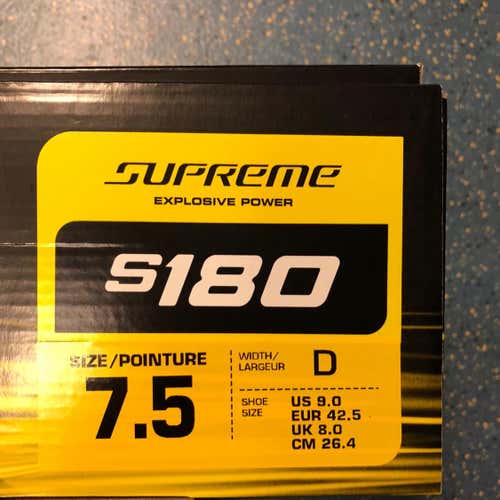 SUPREME
EXPLOSIVE POWER
S180
SIZE/POINTURE
7.5
WIDTH/
LARGEUR
D
SHOE
SIZE
US 9.0
EUR 42.5
UK 8.0
CM 26.4